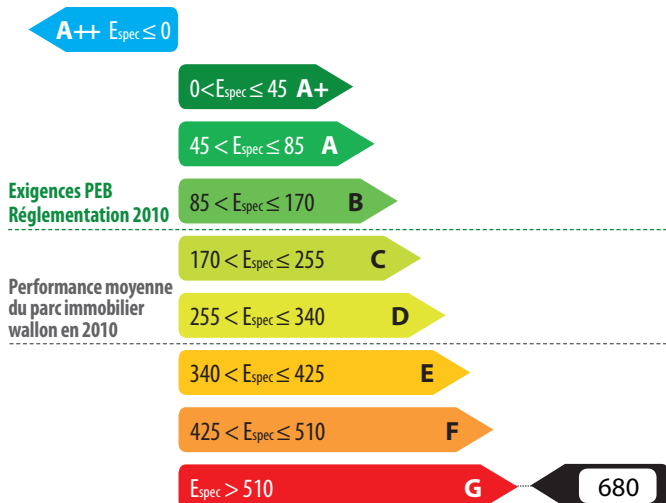 A++ Espec ≤ 0
0<Espec ≤ 45 A+
45 < Espec ≤ 85 A
Exigences PEB
Réglementation 2010
85 < Espec ≤ 170 B
170 < Espec ≤ 255 C
Performance moyenne
du parc immobilier
wallon en 2010
255 < Espec ≤ 340 D
340 < Espec ≤ 425 E
425 < Espec ≤ 510 F
Espec > 510 G
680